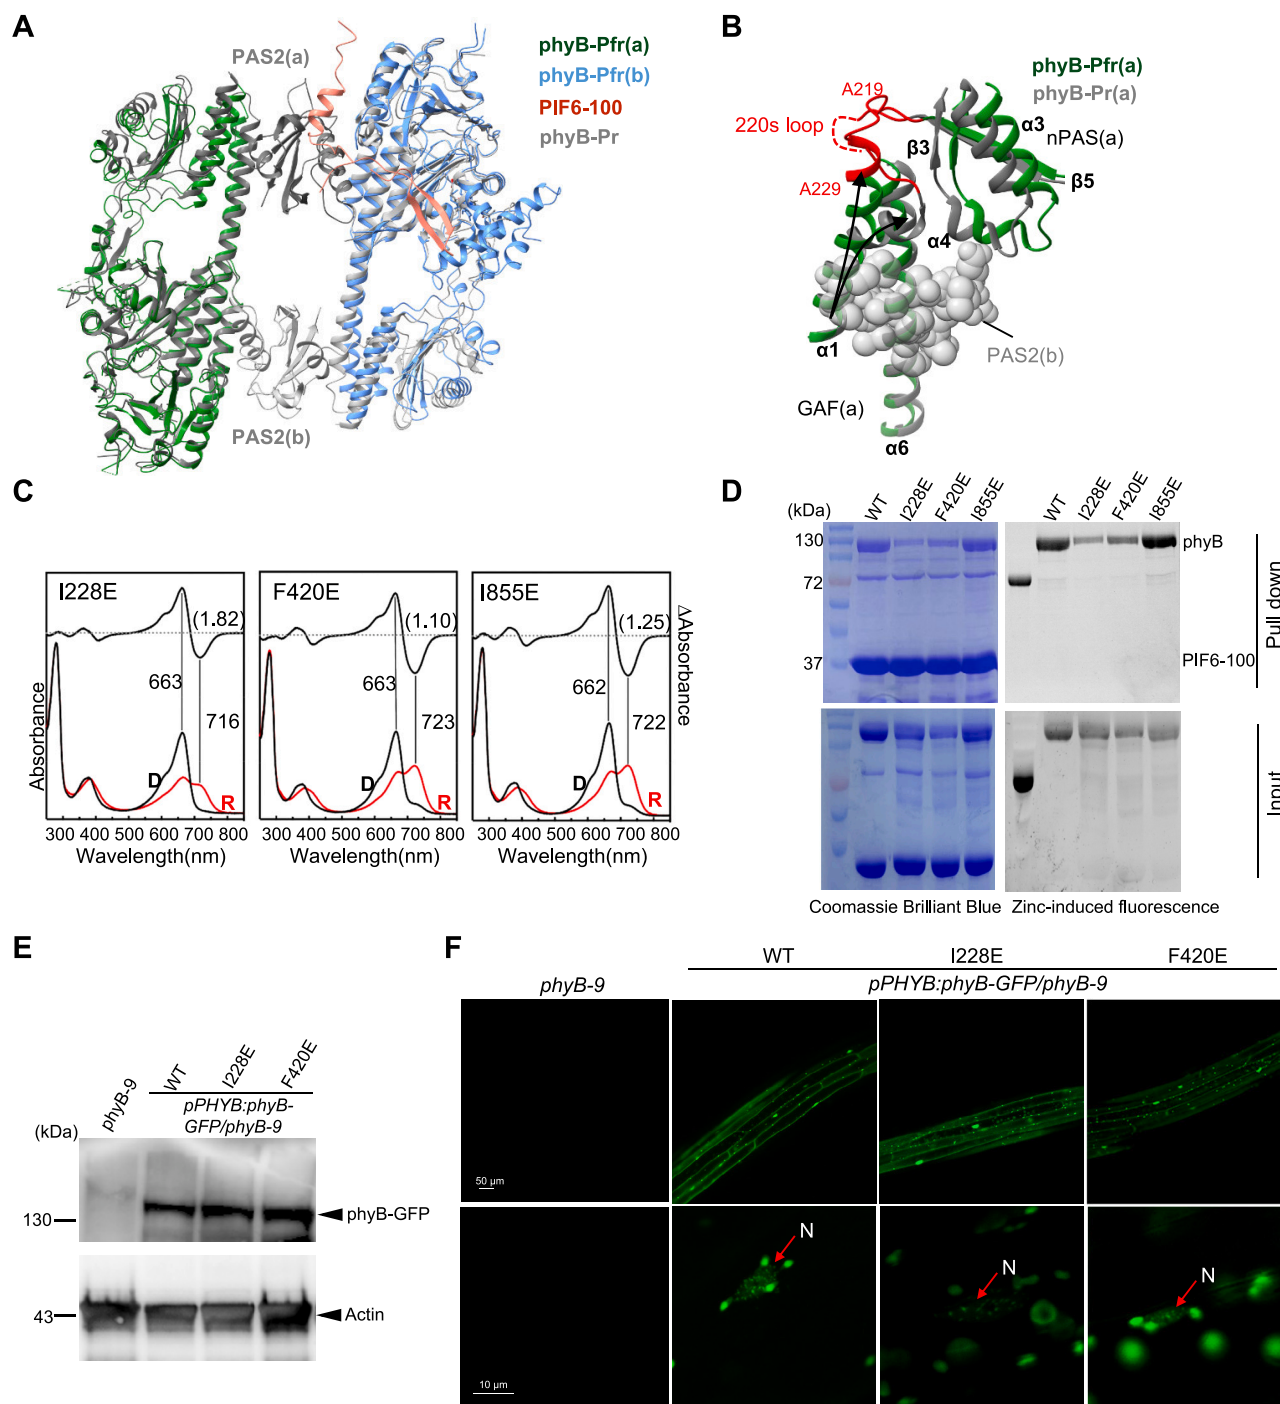 A
PAS2(a)
phyB-Pfr(a)
phyB-Pfr(b)
PIF6-100
phyB-Pr
PAS2(b)
B
phyB-Pfr(a)
phyB-Pr(a)
A219
220s loop
A229
β3
α3
nPAS(a)
β5
α4
α1
PAS2(b)
GAF(a)
α6
C
I228E
(1.82)
663
716
D
R
F420E
(1.10)
663
723
D
R
I855E
(1.25)
662
722
D
R
Absorbance
ΔAbsorbance
300 400 500 600 700 800
300 400 500 600 700 800
300 400 500 600 700 800
Wavelength(nm)
Wavelength(nm)
Wavelength(nm)
D
(kDa)
WT
I228E
F420E
I855E
WT
I228E
F420E
I855E
130
72
37
phyB
PIF6-100
Pull down
Input
Coomassie Brilliant Blue
Zinc-induced fluorescence
E
phyB-9
WT
I228E
F420E
pPHYB:phyB-
GFP/phyB-9
(kDa)
130
phyB-GFP
43
Actin
F
WT
I228E
F420E
phyB-9
pPHYB:phyB-GFP/phyB-9
50 µm
N
N
N
10 µm